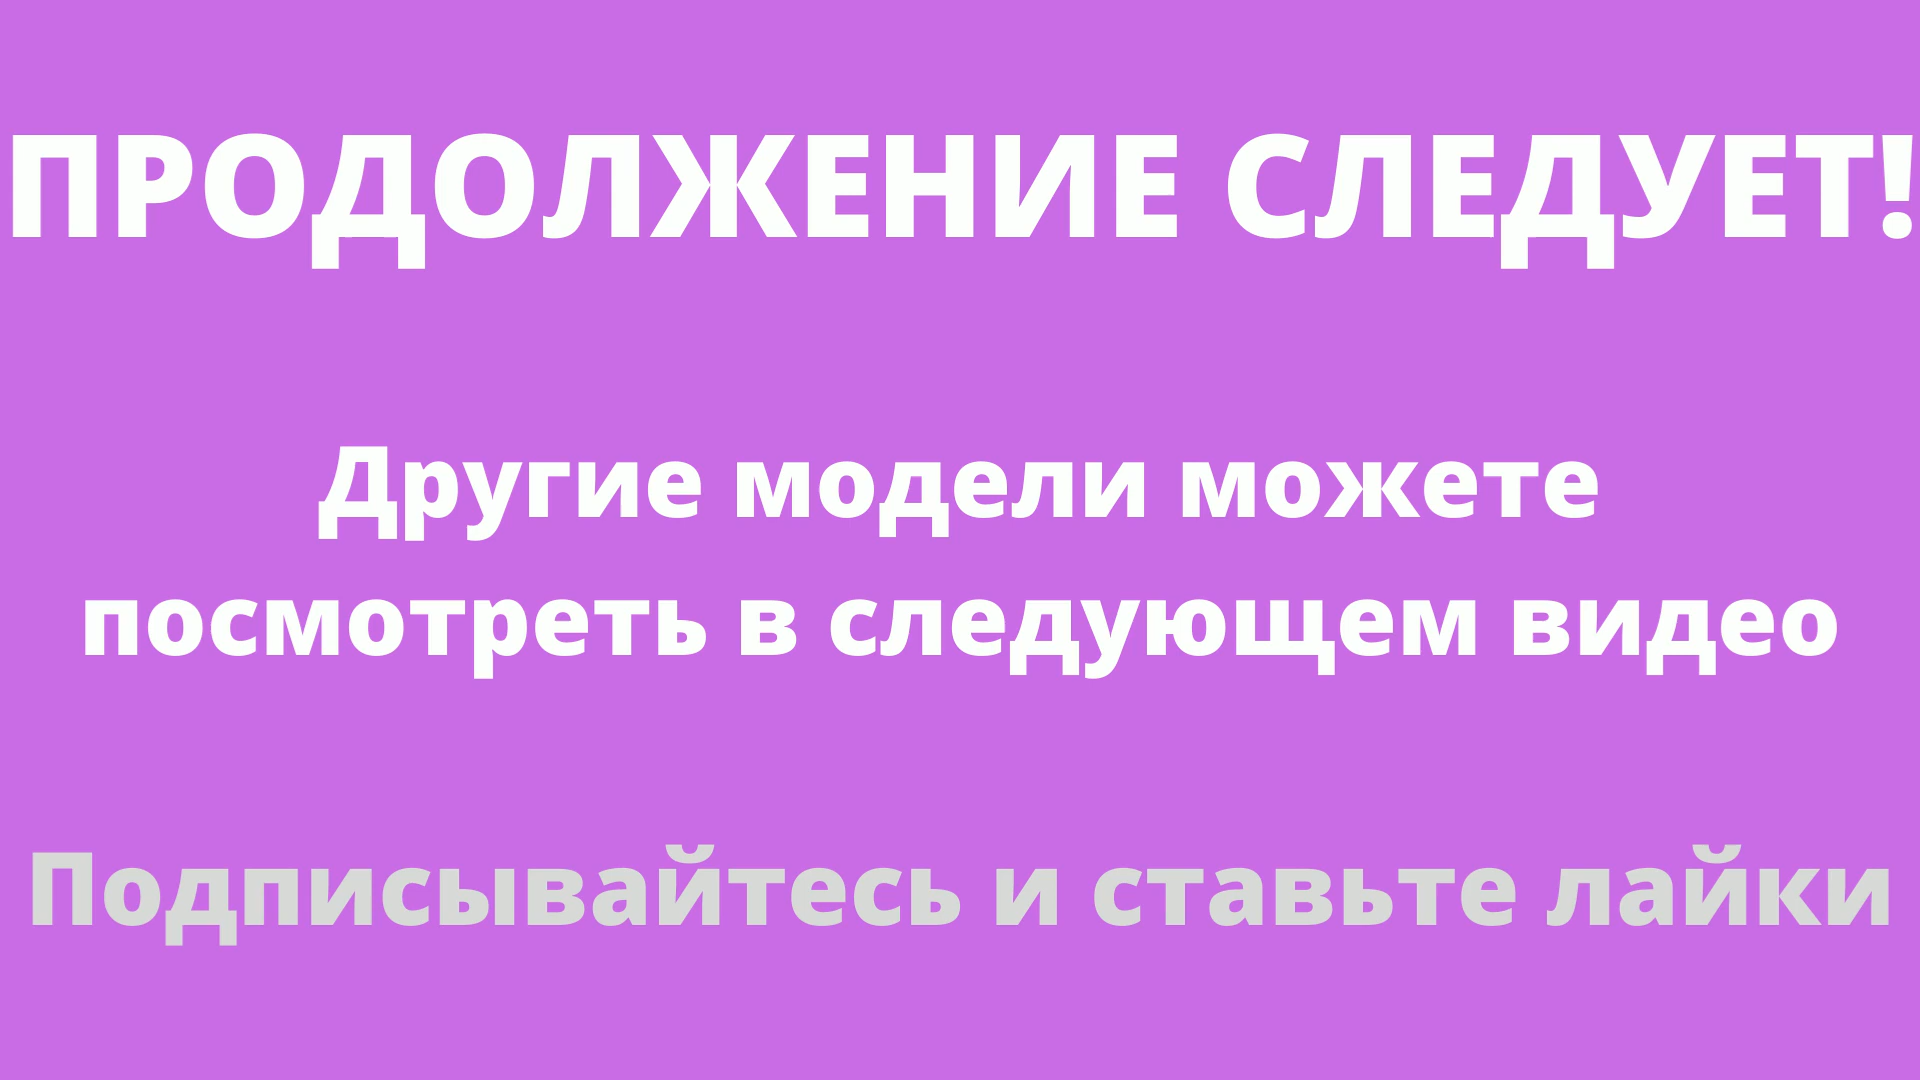 ПРОДОЛЖЕНИЕ СЛЕДУЕТ!
Другие модели можете
посмотреть в следующем видео
Подписывайтесь и ставьте лайки